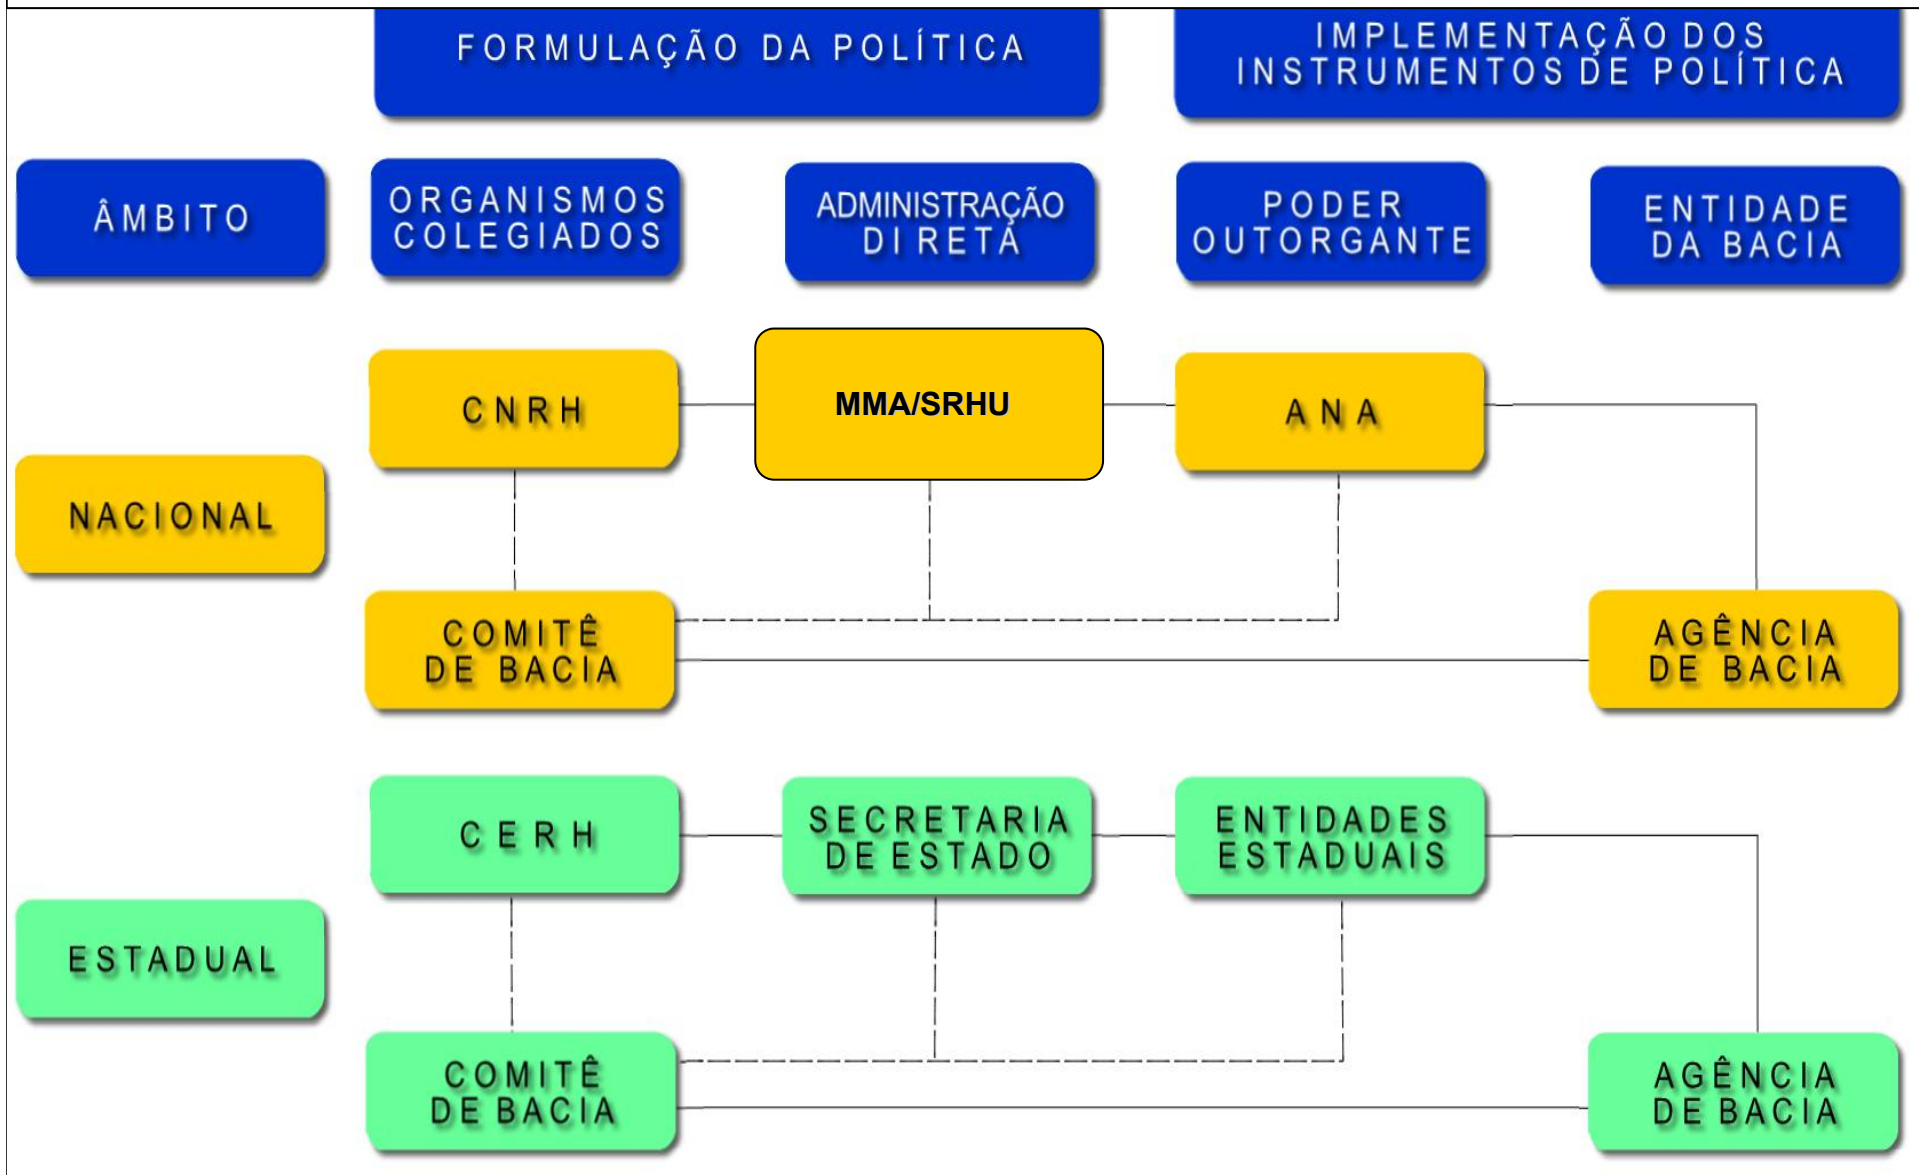 FORMULAÇÃO DA POLÍTICA
IMPLEMENTAÇÃO DOS
INSTRUMENTOS DE POLÍTICA
ÂMBITO
ORGANISMOS
COLEGIADOS
ADMINISTRAÇÃO
DIRETA
PODER
OUTORGANTE
ENTIDADE
DA BACIA
CNRH
MMA/SRHU
ANA
NACIONAL
COMITÊ
DE BACIA
AGÊNCIA
DE BACIA
CERH
SECRETARIA
DE ESTADO
ENTIDADES
ESTADUAIS
ESTADUAL
COMITÊ
DE BACIA
AGÊNCIA
DE BACIA